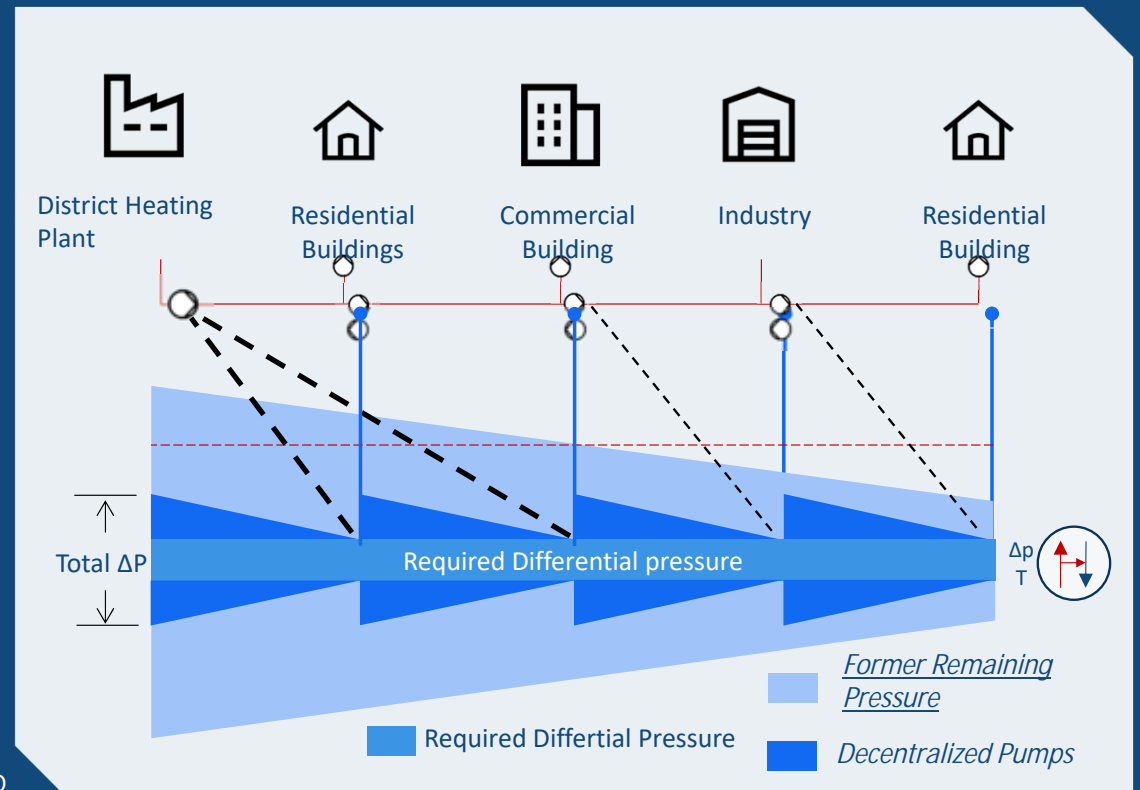 District Heating
Plant
Residential
Buildings
Commercial
Building
Industry
Residential
Building
Total ΔP
Required Differential pressure
Δp
T
Former Remaining
Pressure
Required Differtial Pressure
Decentralized Pumps